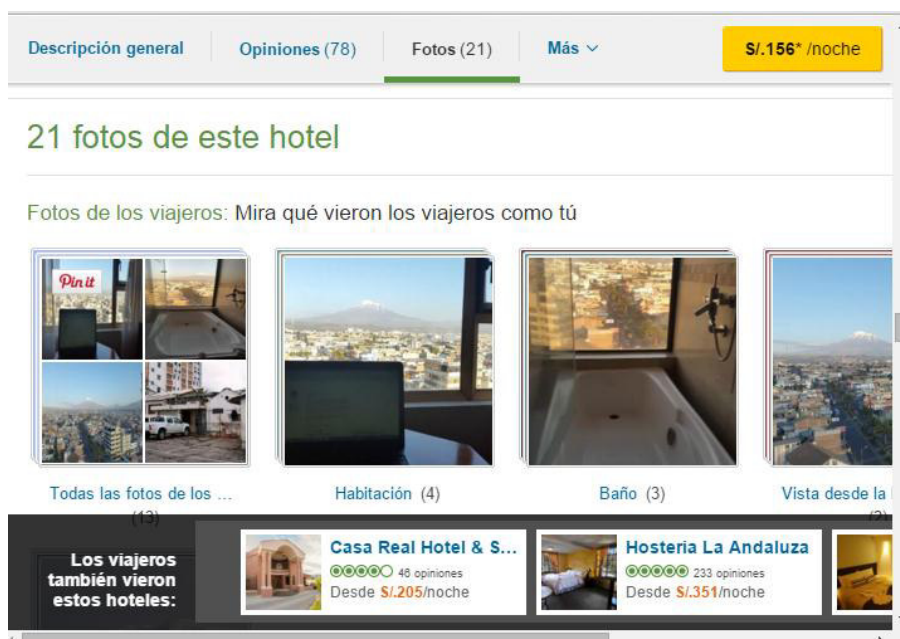 Descripción general Opiniones (78) Fotos (21) Más S/.156* /noche
21 fotos de este hotel
Fotos de los viajeros: Mira qué vieron los viajeros como tú
Pin it
Todas las fotos de los ... Habitación (4) Baño (3) Vista desde la
(13) (2)
Los viajeros
también vieron
estos hoteles:
Casa Real Hotel & S...
46 opiniones
Desde S/.205/noche
Hosteria La Andaluza
233 opiniones
Desde S/.351/noche